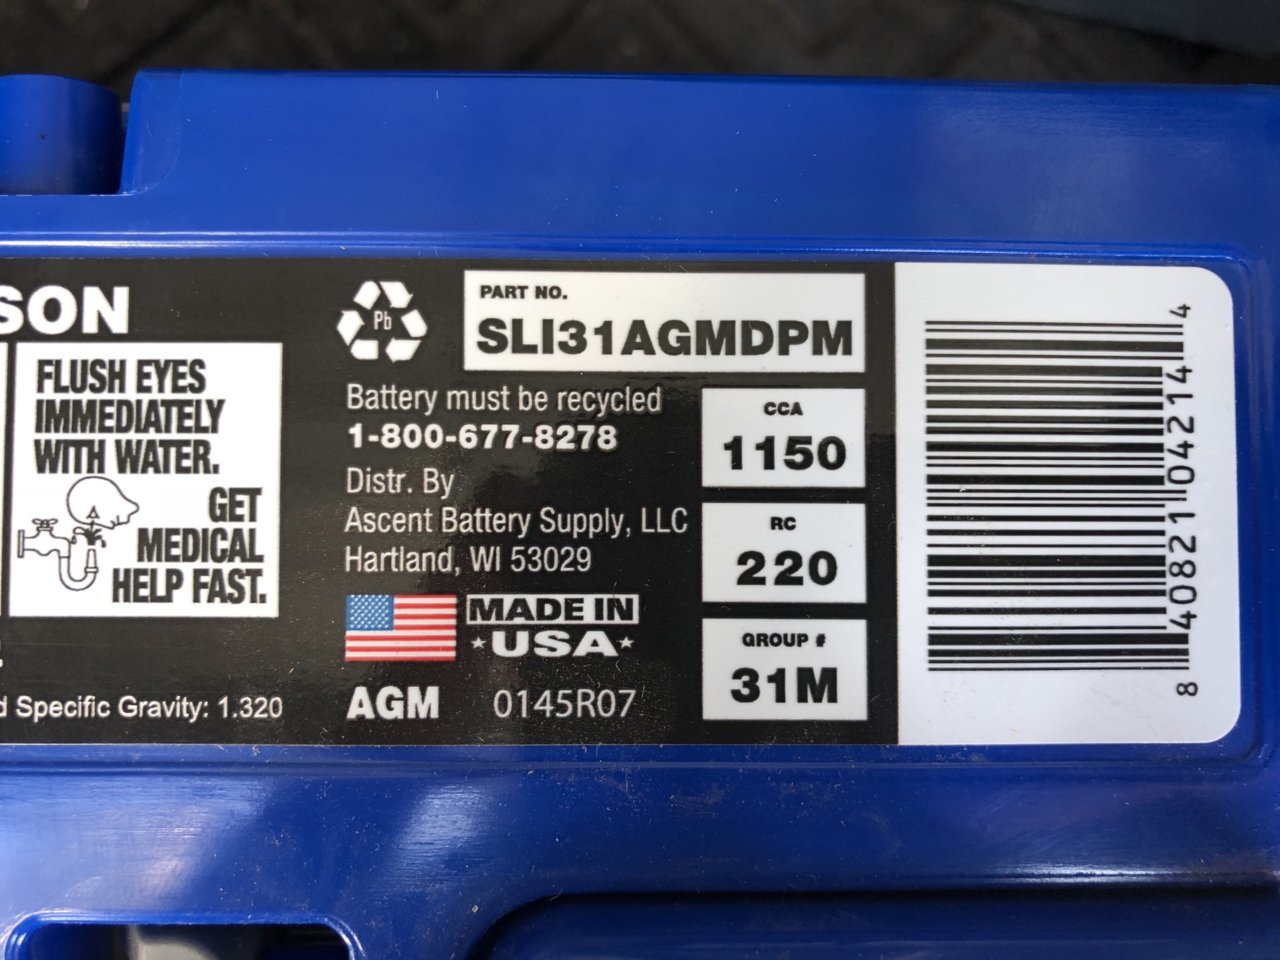 SON
FLUSH EYES
IMMEDIATELY
WITH WATER.
GET
MEDICAL
HELP FAST.
Specific Gravity: 1.320
Pb
PART NO.
SLI31AGMDPM
Battery must be recycled
1-800-677-8278
Distr. By
Ascent Battery Supply, LLC
Hartland, WI 53029
MADE IN
USA
AGM
0145R07
CCA
1150
RC
220
GROUP #
31M
8 40821 04214 4